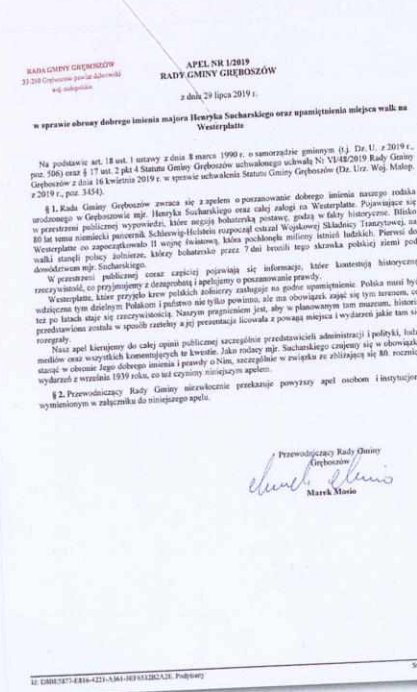 RADA GMINY GRĘBOSZÓW
33-260 Gręboszów powiat dąbrowski
woj. małopolskie
APEL NR 1/2019
RADY GMINY GRĘBOSZÓW
z dnia 29 lipca 2019 r.
w sprawie obrony dobrego imienia majora Henryka Sucharskiego oraz upamiętnienia miejsca walk na
Westerplatte
Na podstawie art. 18 ust. 1 ustawy z dnia 8 marca 1990 r. o samorządzie gminnym (t.j. Dz. U. z 2019 r.,
poz. 506) oraz § 17 ust. 2 pkt 4 Statutu Gminy Gręboszów uchwalonego uchwałą Nr VI/48/2019 Rady Gminy
Gręboszów z dnia 16 kwietnia 2019 r. w sprawie uchwalenia Statutu Gminy Gręboszów (Dz. Urz. Woj. Małop.
z 2019 r., poz. 3454).
§ 1. Rada Gminy Gręboszów zwraca się z apelem o poszanowanie dobrego imienia naszego rodaka
urodzonego w Gręboszowie mjr. Henryka Sucharskiego oraz całej załogi na Westerplatte. Pojawiające się
w przestrzeni publicznej wypowiedzi, które negują bohaterską postawę, godzą w fakty historyczne. Blisko
80 lat temu niemiecki pancernik Schleswig-Holstein rozpoczął ostrzał Wojskowej Składnicy Tranzytowej, na
Westerplatte co zapoczątkowało II wojnę światową, która pochłonęła miliony istnień ludzkich. Pierwsi do
walki stanęli polscy żołnierze, którzy bohatersko przez 7 dni bronili tego skrawka polskiej ziemi pod
dowództwem mjr. Sucharskiego.
W przestrzeni publicznej coraz częściej pojawiają się informacje, które kontestują historyczną
rzeczywistość, co przyjmujemy z dezaprobatą i apelujemy o poszanowanie prawdy.
Westerplatte, które przyjęło krew polskich żołnierzy zasługuje na godne upamiętnienie. Polska musi być
wdzięczna tym dzielnym Polakom i państwo nie tylko powinno, ale ma obowiązek zająć się tym terenem, co
też po latach staje się rzeczywistością. Naszym pragnieniem jest, aby w planowanym tam muzeum, historia
przedstawiona została w sposób rzetelny a jej prezentacja licowała z powagą miejsca i wydarzeń jakie tam się
rozegrały.
Nasz apel kierujemy do całej opinii publicznej szczególnie przedstawicieli administracji i polityki, ludzi
mediów oraz wszystkich komentujących te kwestie. Jako rodacy mjr. Sucharskiego czujemy się w obowiązku
stanąć w obronie Jego dobrego imienia i prawdy o Nim, szczególnie w związku ze zbliżającą się 80. rocznicą
wydarzeń z września 1939 roku, co też czynimy niniejszym apelem.
§ 2. Przewodniczący Rady Gminy niezwłocznie przekazuje powyższy apel osobom i instytucjom
wymienionym w załączniku do niniejszego apelu.
Przewodniczący Rady Gminy
Gręboszów
Marek Mosio
Podpisany